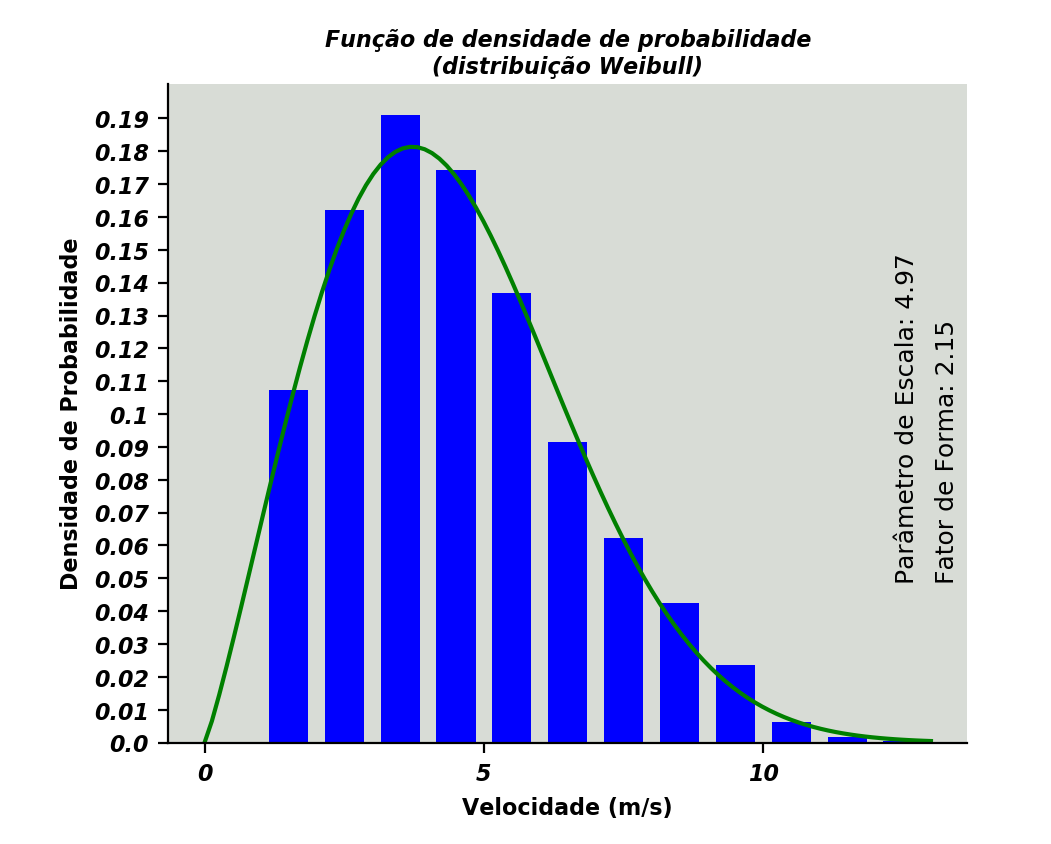 Função de densidade de probabilidade
(distribuição Weibull)
Densidade de Probabilidade
0.19
0.18
0.17
0.16
0.15
0.14
0.13
0.12
0.11
0.1
0.09
0.08
0.07
0.06
0.05
0.04
0.03
0.02
0.01
0.0
Parâmetro de Escala: 4.97
Fator de Forma: 2.15
0 5 10
Velocidade (m/s)